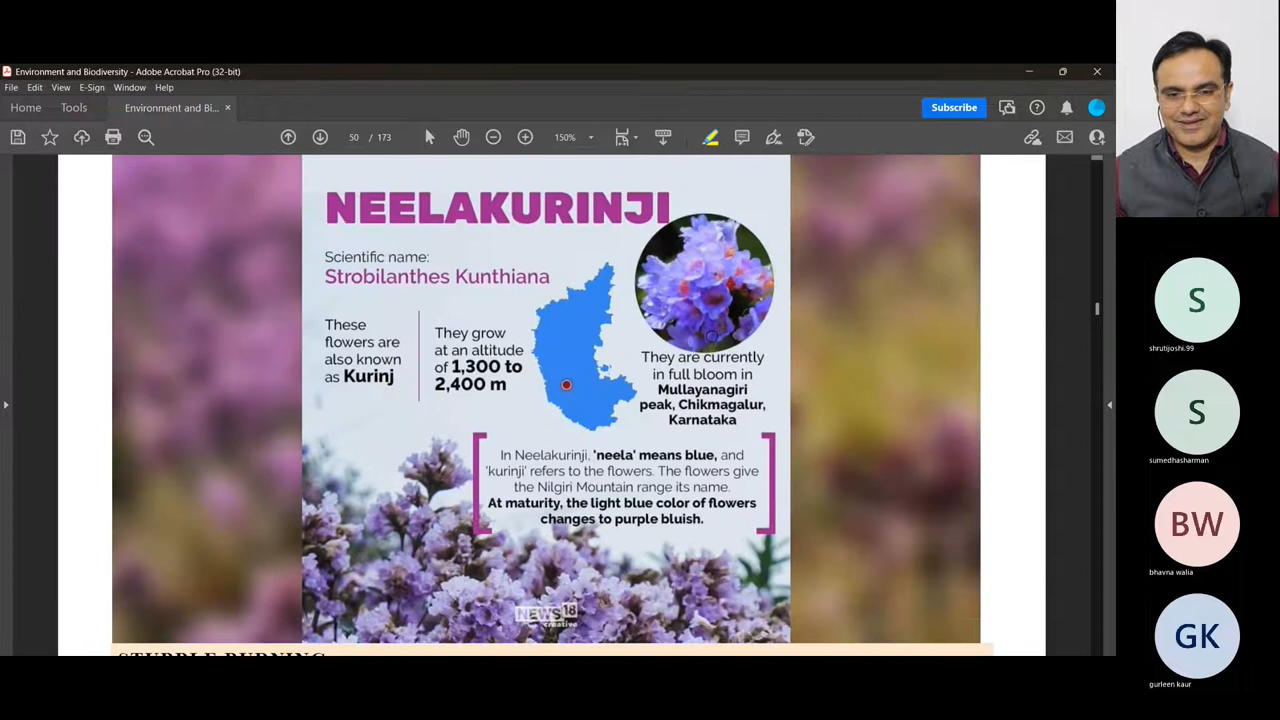 Environment and Biodiversity - Adobe Acrobat Pro (32-bit)
File Edit View E-Sign Window Help
Home Tools Environment and Bi... × Subscribe
50 / 173 150%
NEELAKURINJI
Scientific name:
Strobilanthes Kunthiana
These
flowers are
also known
as Kurinj
They grow
at an altitude
of 1,300 to
2,400 m
They are currently
in full bloom in
Mullayanagiri
peak, Chikmagalur,
Karnataka
In Neelakurinji, 'neela' means blue, and
'kurinji' refers to the flowers. The flowers give
the Nilgiri Mountain range its name.
At maturity, the light blue color of flowers
changes to purple bluish.
NEWS18
creative
STUBBLE BURNING
S
shrutijoshi.99
S
sumedhasharman
BW
bhavna walia
GK
gurleen kaur